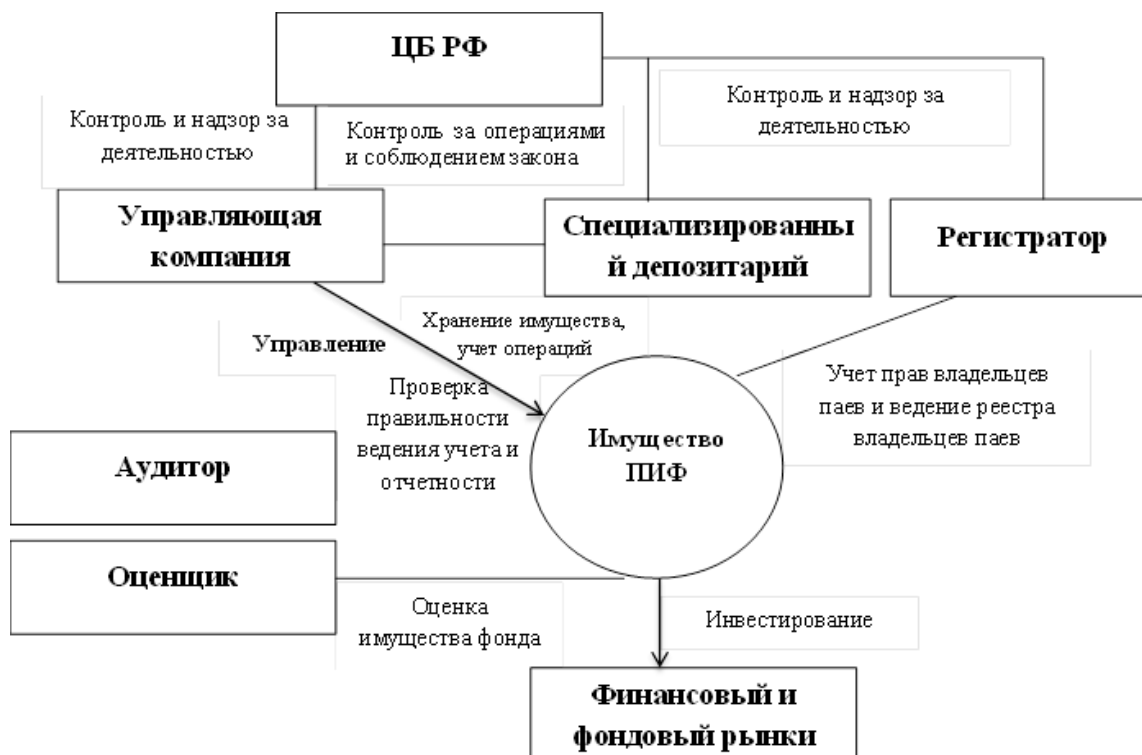 ЦБ РФ
Контроль и надзор за
деятельностью
Контроль за операциями
и соблюдением закона
Контроль и надзор за
деятельностью
Управляющая
компания
Специализированны
й депозитарий
Регистратор
Управление
Хранение имущества,
учет операций
Проверка
правильности
ведения учета и
отчетности
Имущество
ПИФ
Учет прав владельцев
паев и ведение реестра
владельцев паев
Аудитор
Оценщик
Оценка
имущества фонда
Инвестирование
Финансовый и
фондовый рынки